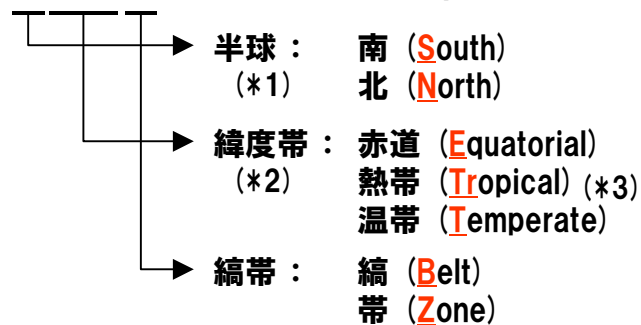 半球： 南 (South)
(*1) 北 (North)
緯度帯： 赤道 (Equatorial)
(*2) 熱帯 (Tropical) (*3)
温帯 (Temperate)
縞帯： 縞 (Belt)
帯 (Zone)